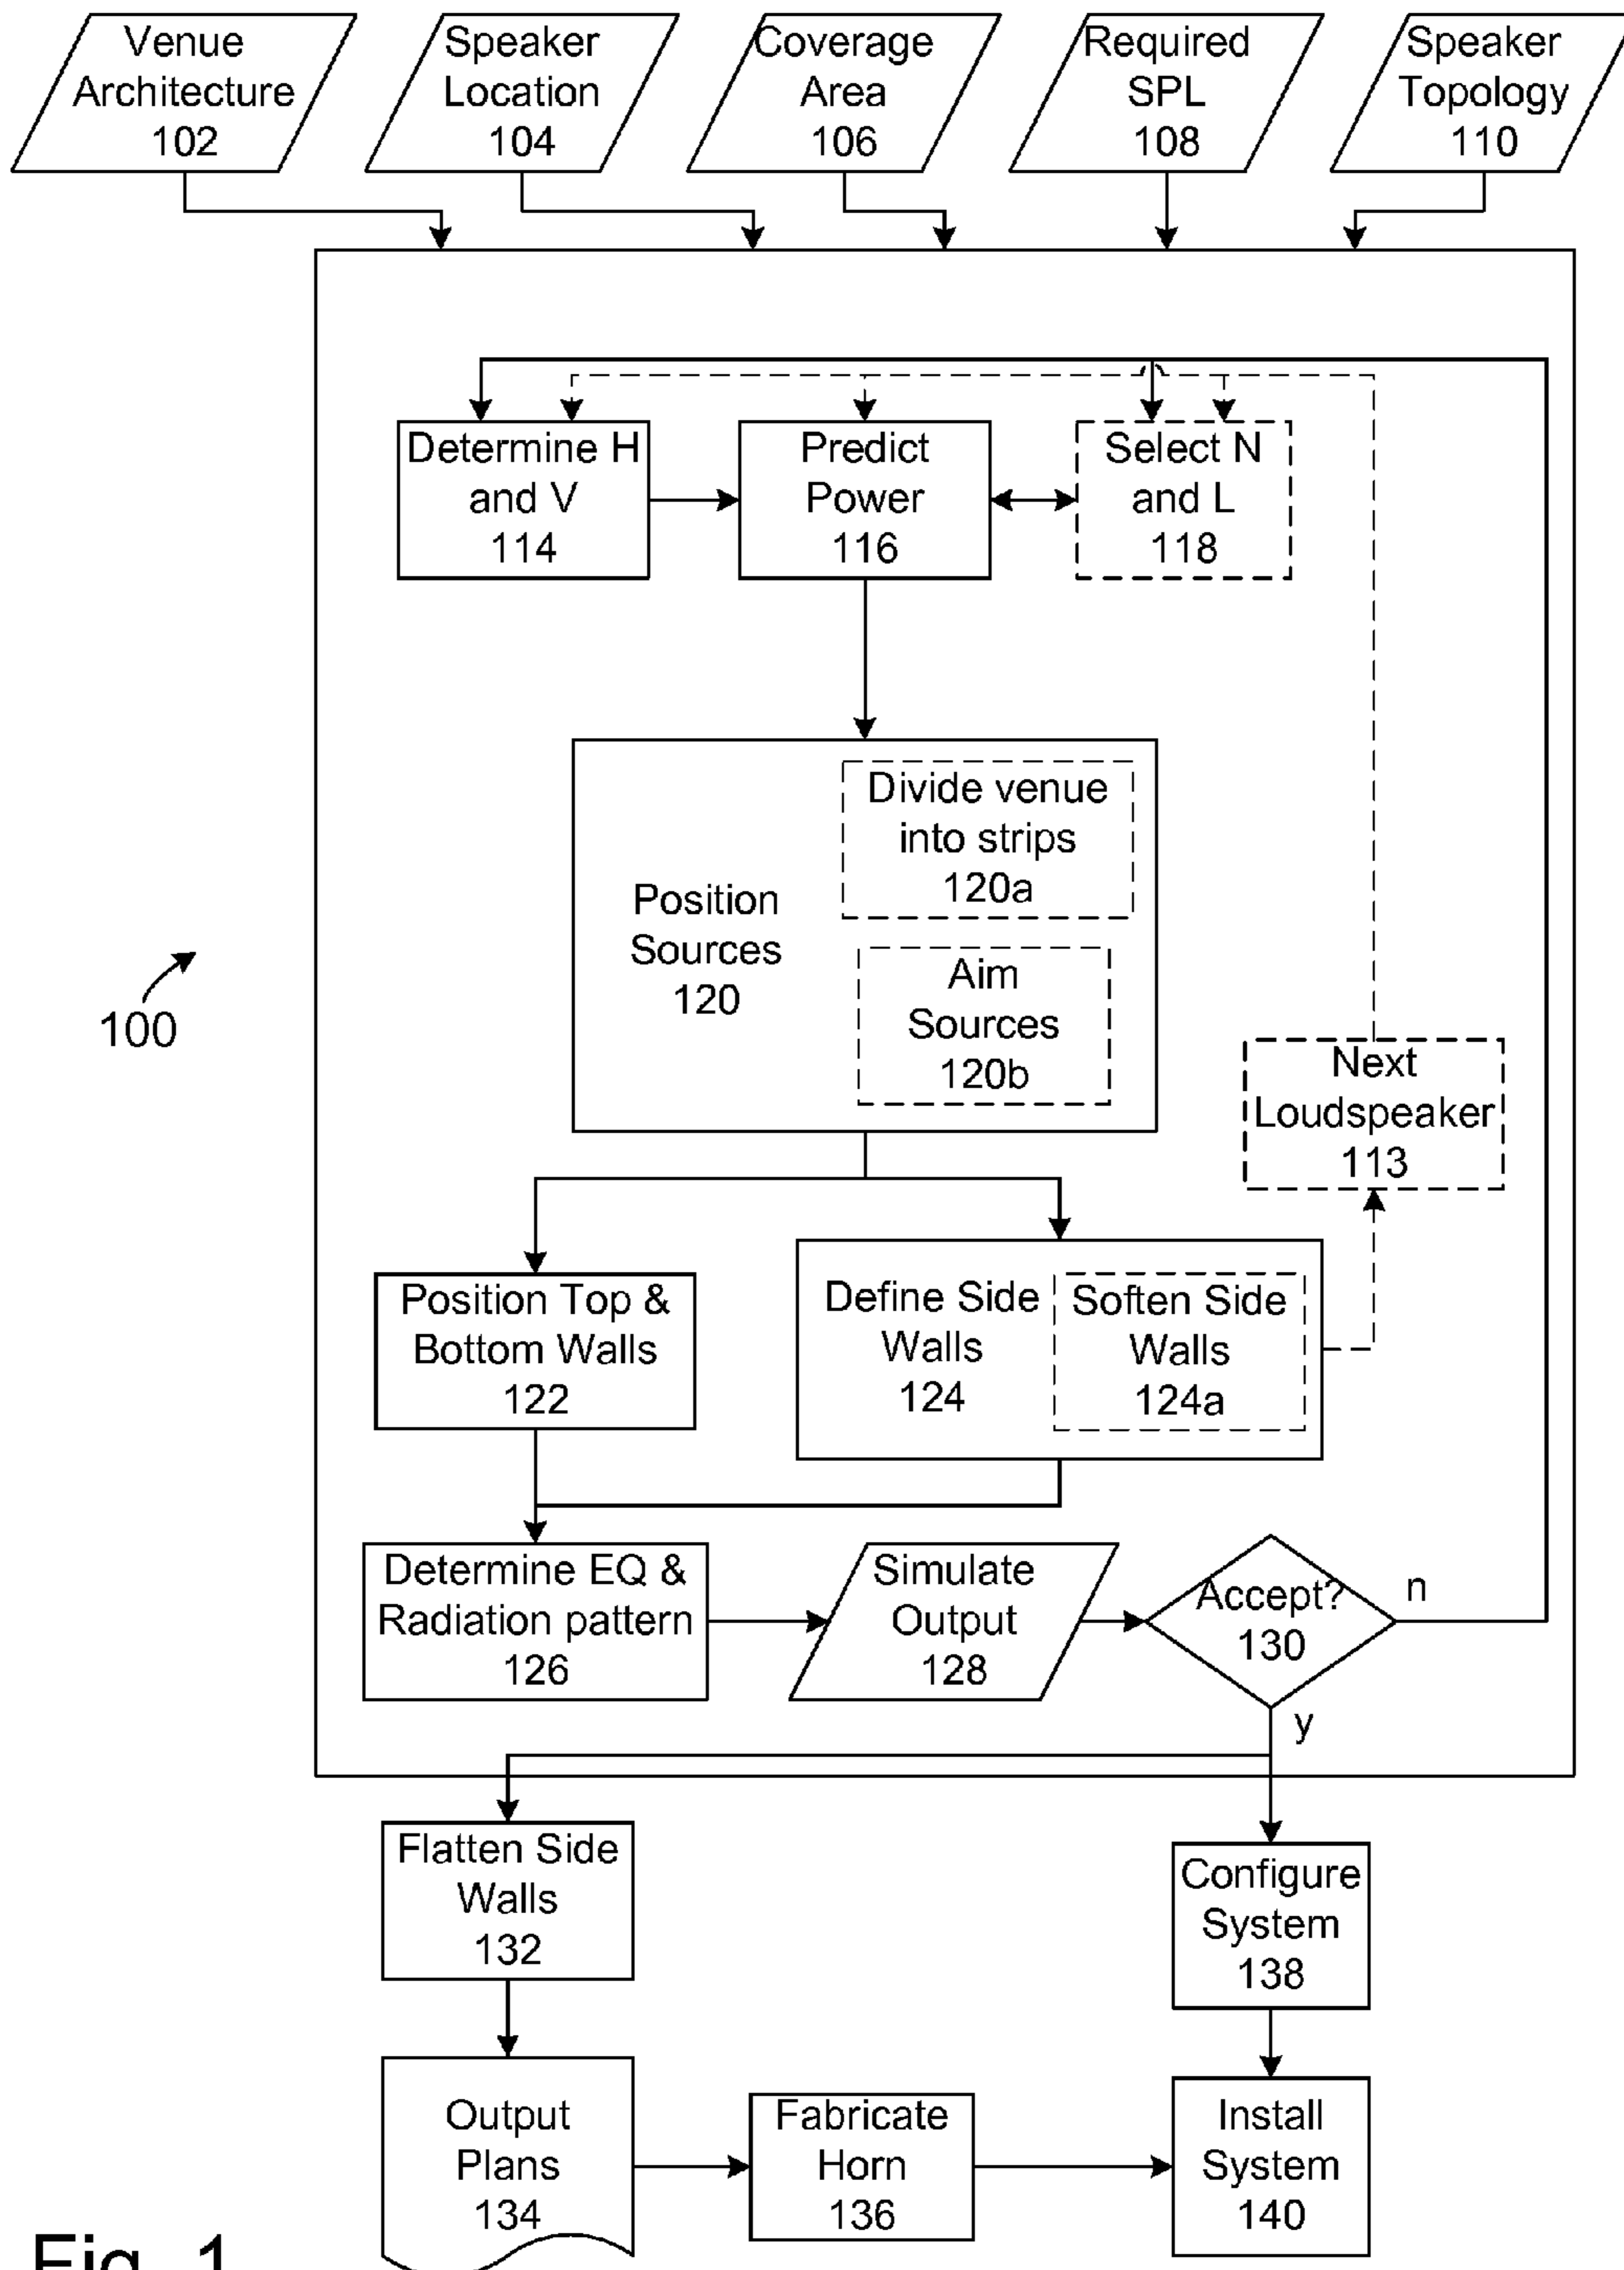 Venue
Architecture
102
Speaker
Location
104
Coverage
Area
106
Required
SPL
108
Speaker
Topology
110
Determine H
and V
114
Predict
Power
116
Select N
and L
118
Divide venue
into strips
120a
Position
Sources
120
Aim
Sources
120b
100
Next
Loudspeaker
113
Position Top &
Bottom Walls
122
Define Side
Walls
124
Soften Side
Walls
124a
Determine EQ &
Radiation pattern
126
Simulate
Output
128
Accept?
130
n
y
Flatten Side
Walls
132
Configure
System
138
Output
Plans
134
Fabricate
Horn
136
Install
System
140
Fig. 1